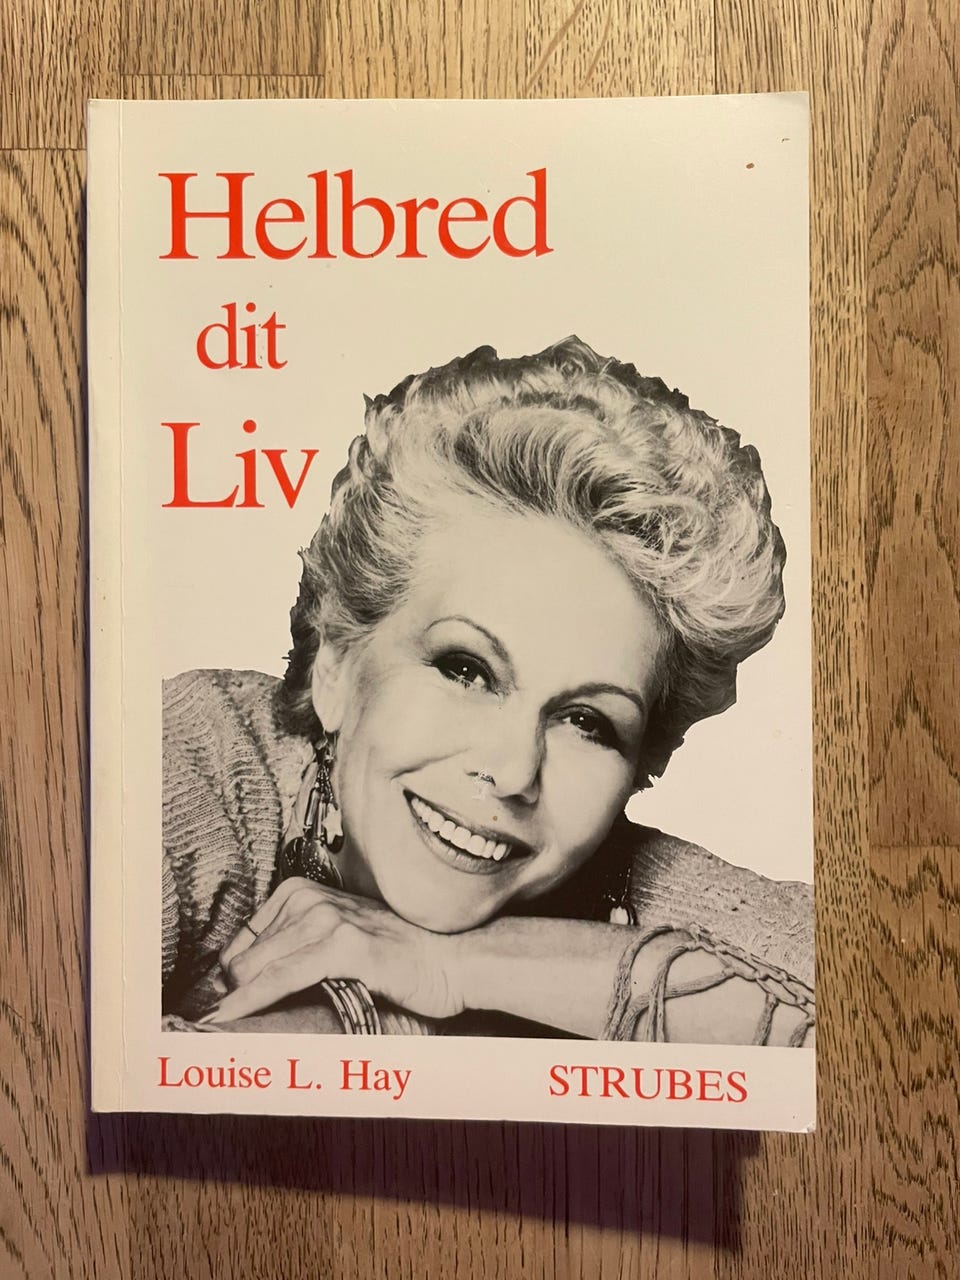 Helbred
dit
Liv
Louise L. Hay STRUBES